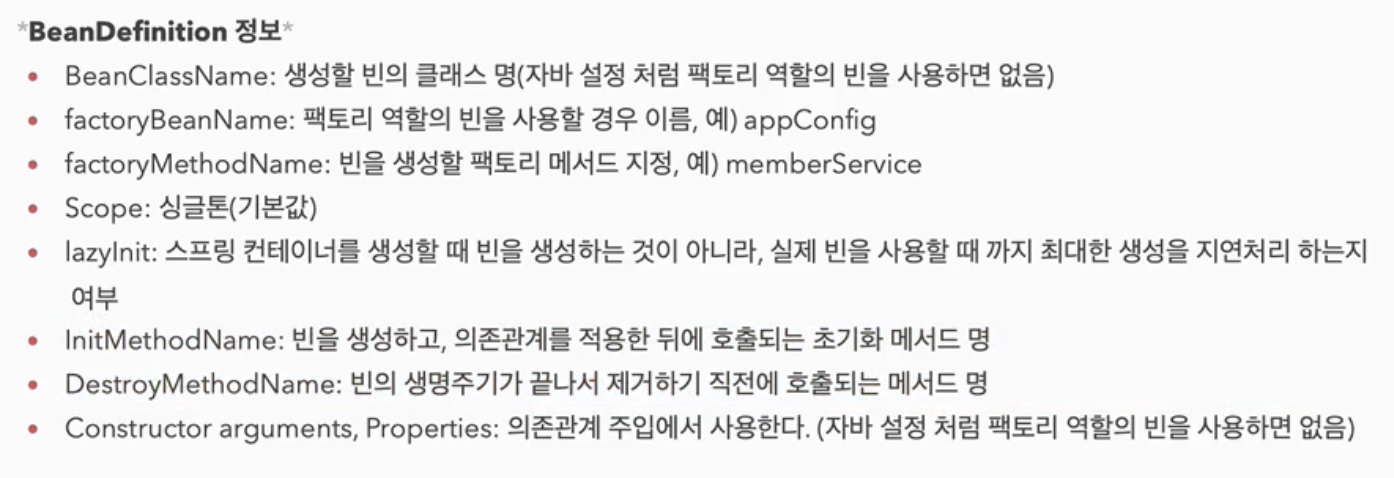 *BeanDefinition 정보*
• BeanClassName: 생성할 빈의 클래스 명(자바 설정 처럼 팩토리 역할의 빈을 사용하면 없음)
• factoryBeanName: 팩토리 역할의 빈을 사용할 경우 이름, 예) appConfig
• factoryMethodName: 빈을 생성할 팩토리 메서드 지정, 예) memberService
• Scope: 싱글톤(기본값)
• lazyInit: 스프링 컨테이너를 생성할 때 빈을 생성하는 것이 아니라, 실제 빈을 사용할 때 까지 최대한 생성을 지연처리 하는지
여부
• InitMethodName: 빈을 생성하고, 의존관계를 적용한 뒤에 호출되는 초기화 메서드 명
• DestroyMethodName: 빈의 생명주기가 끝나서 제거하기 직전에 호출되는 메서드 명
• Constructor arguments, Properties: 의존관계 주입에서 사용한다. (자바 설정 처럼 팩토리 역할의 빈을 사용하면 없음)